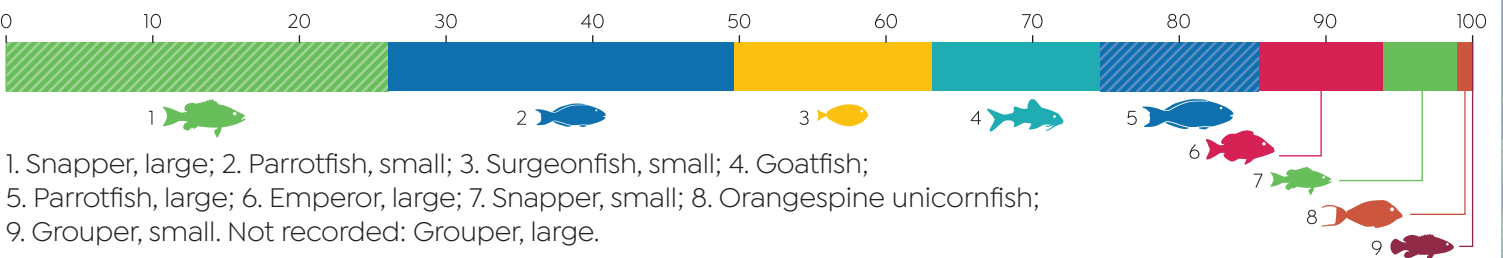 0 10 20 30 40 50 60 70 80 90 100
1 2 3 4 5
6
7
8
9
1. Snapper, large; 2. Parrotfish, small; 3. Surgeonfish, small; 4. Goatfish;
5. Parrotfish, large; 6. Emperor, large; 7. Snapper, small; 8. Orangespine unicornfish;
9. Grouper, small. Not recorded: Grouper, large.